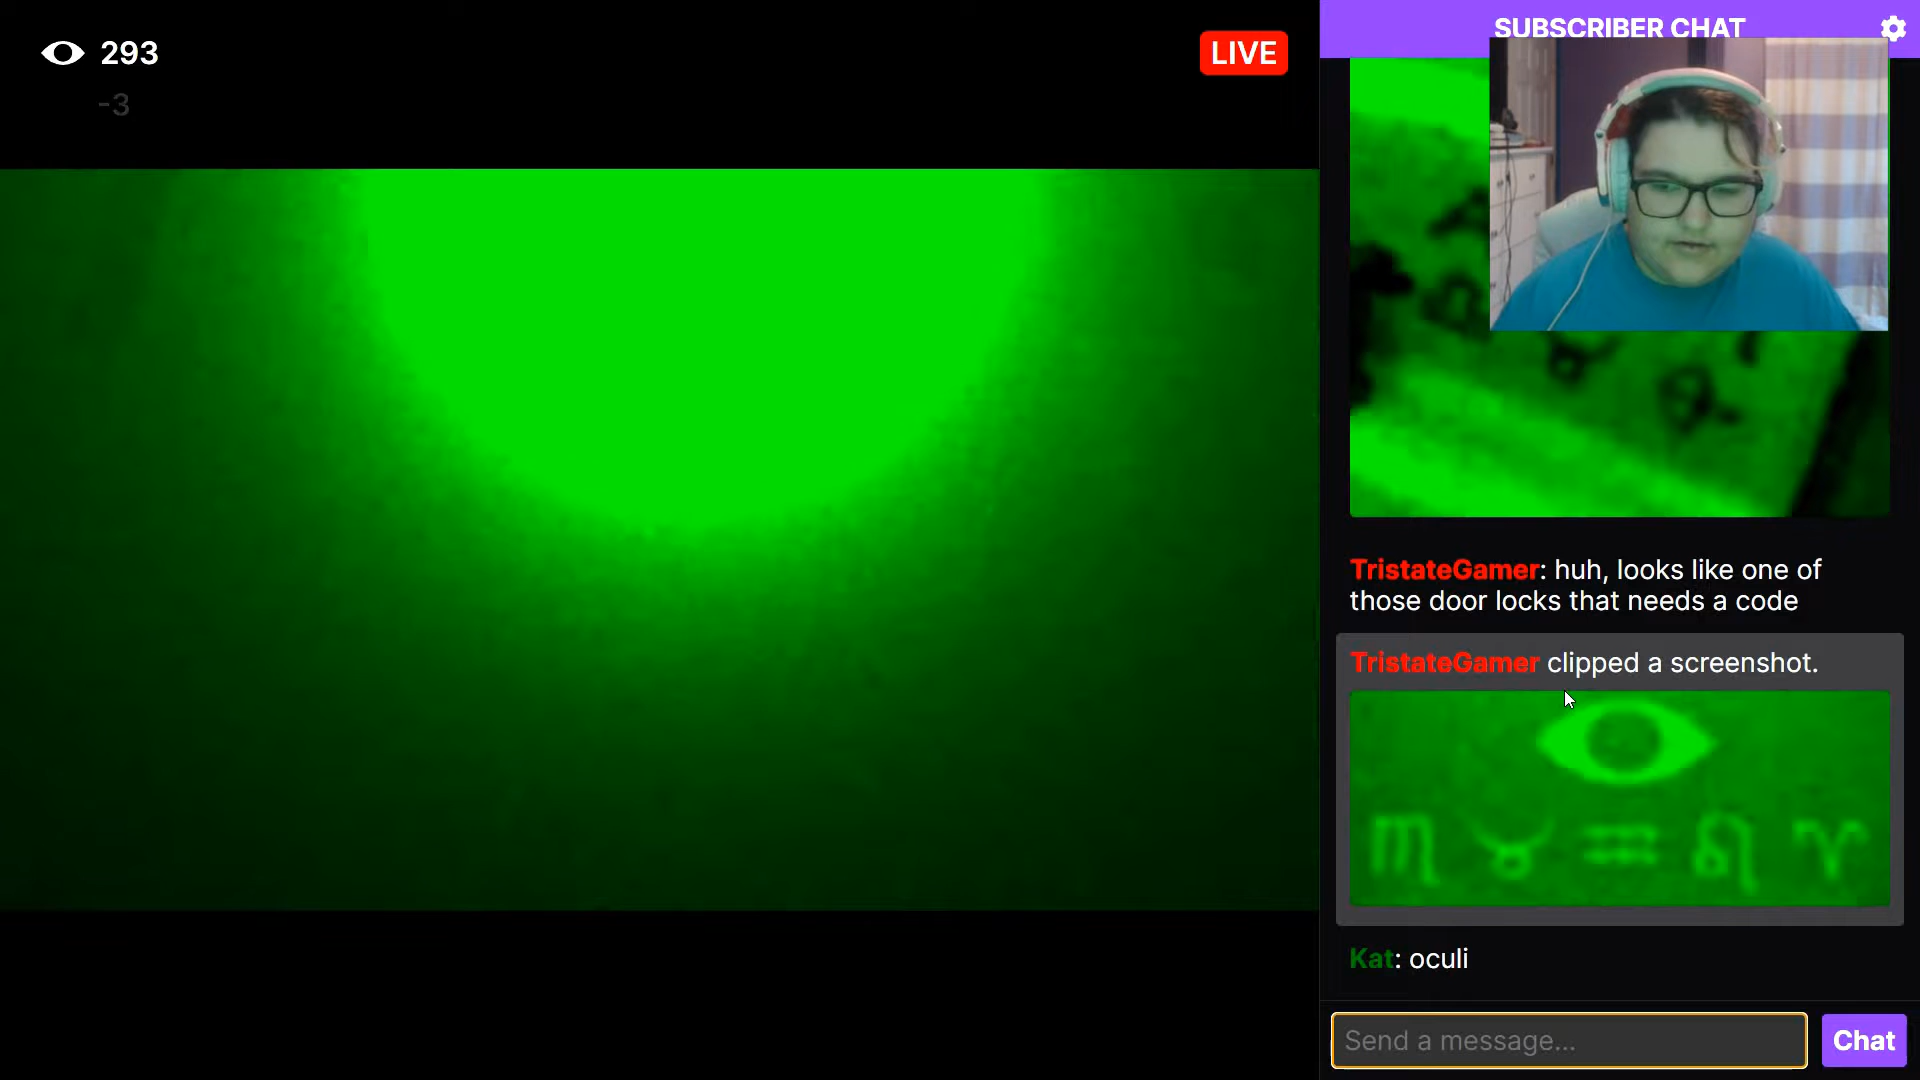 293
-3
LIVE
SUBSCRIBER CHAT
TristateGamer: huh, looks like one of
those door locks that needs a code
TristateGamer clipped a screenshot.
♏ ♉ ♒ ♌ ♈
Kat: oculi
Send a message...
Chat